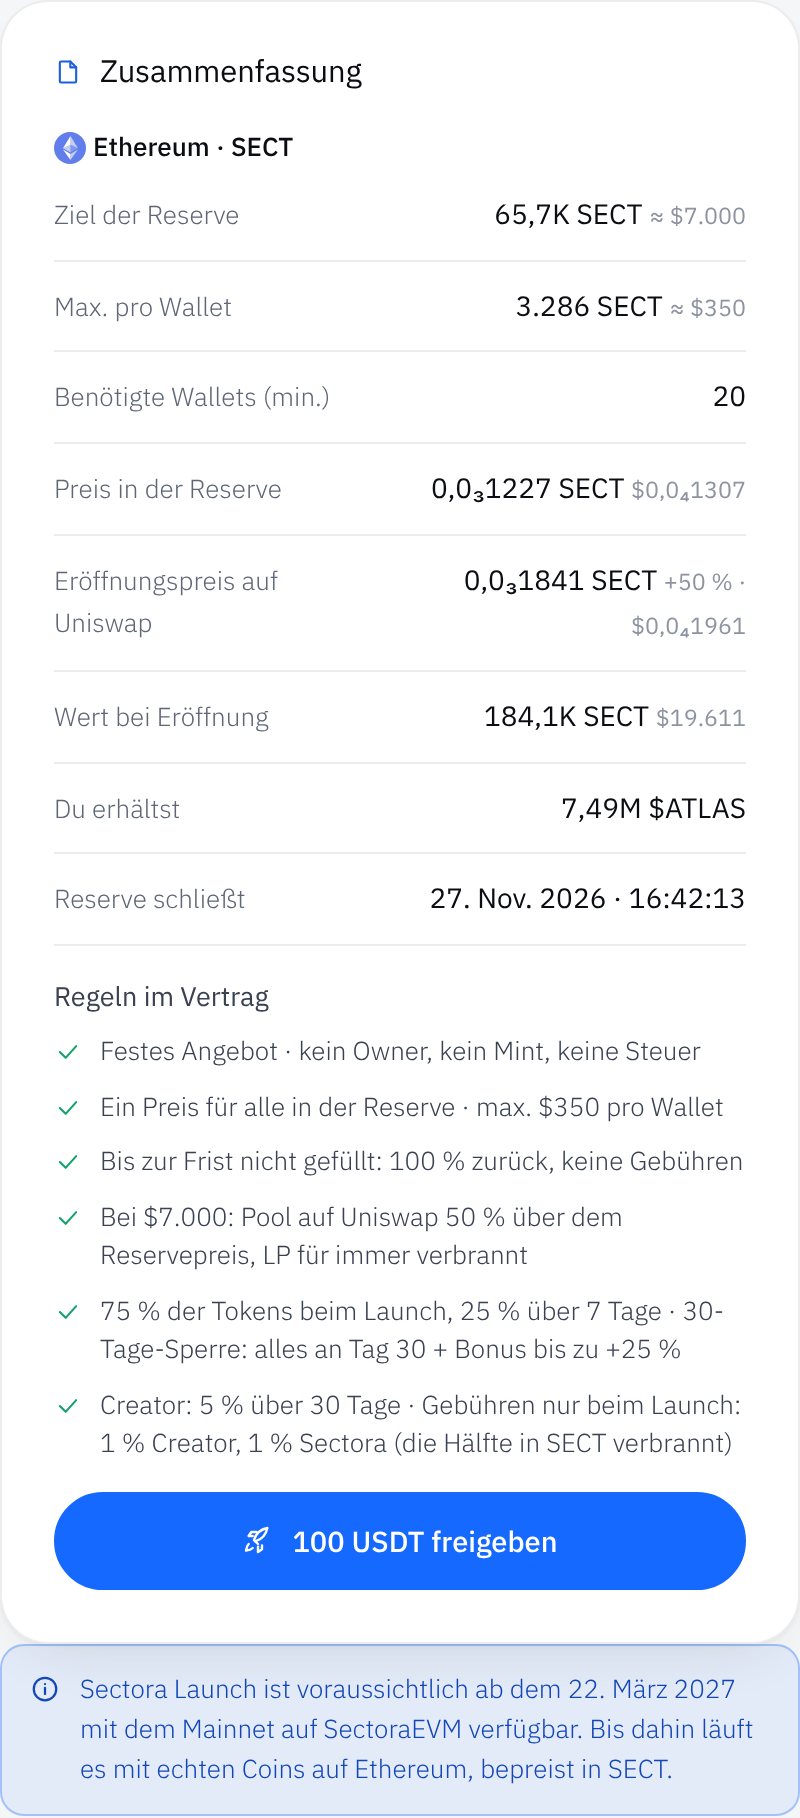 Zusammenfassung
Ethereum · SECT
Ziel der Reserve 65,7K SECT ≈ $7.000
Max. pro Wallet 3.286 SECT ≈ $350
Benötigte Wallets (min.) 20
Preis in der Reserve 0,0₃1227 SECT $0,0₄1307
Eröffnungspreis auf 0,0₃1841 SECT +50 % ·
Uniswap $0,0₄1961
Wert bei Eröffnung 184,1K SECT $19.611
Du erhältst 7,49M $ATLAS
Reserve schließt 27. Nov. 2026 · 16:42:13
Regeln im Vertrag
Festes Angebot · kein Owner, kein Mint, keine Steuer
Ein Preis für alle in der Reserve · max. $350 pro Wallet
Bis zur Frist nicht gefüllt: 100 % zurück, keine Gebühren
Bei $7.000: Pool auf Uniswap 50 % über dem
Reservepreis, LP für immer verbrannt
75 % der Tokens beim Launch, 25 % über 7 Tage · 30-
Tage-Sperre: alles an Tag 30 + Bonus bis zu +25 %
Creator: 5 % über 30 Tage · Gebühren nur beim Launch:
1 % Creator, 1 % Sectora (die Hälfte in SECT verbrannt)
100 USDT freigeben
Sectora Launch ist voraussichtlich ab dem 22. März 2027
mit dem Mainnet auf SectoraEVM verfügbar. Bis dahin läuft
es mit echten Coins auf Ethereum, bepreist in SECT.